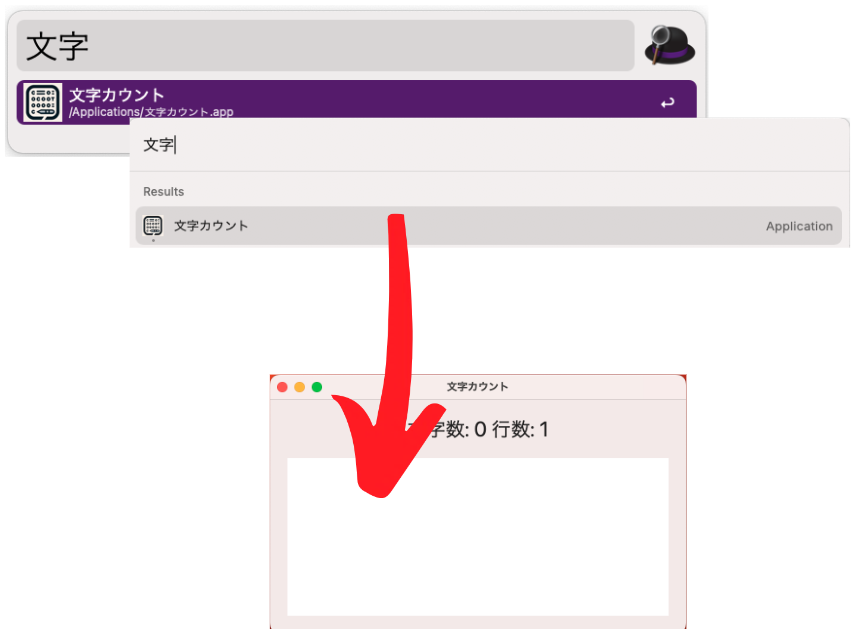 文字
文字カウント
/Applications/文字カウント.app
文字
Results
文字カウント Application
文字カウント
字数: 0 行数: 1